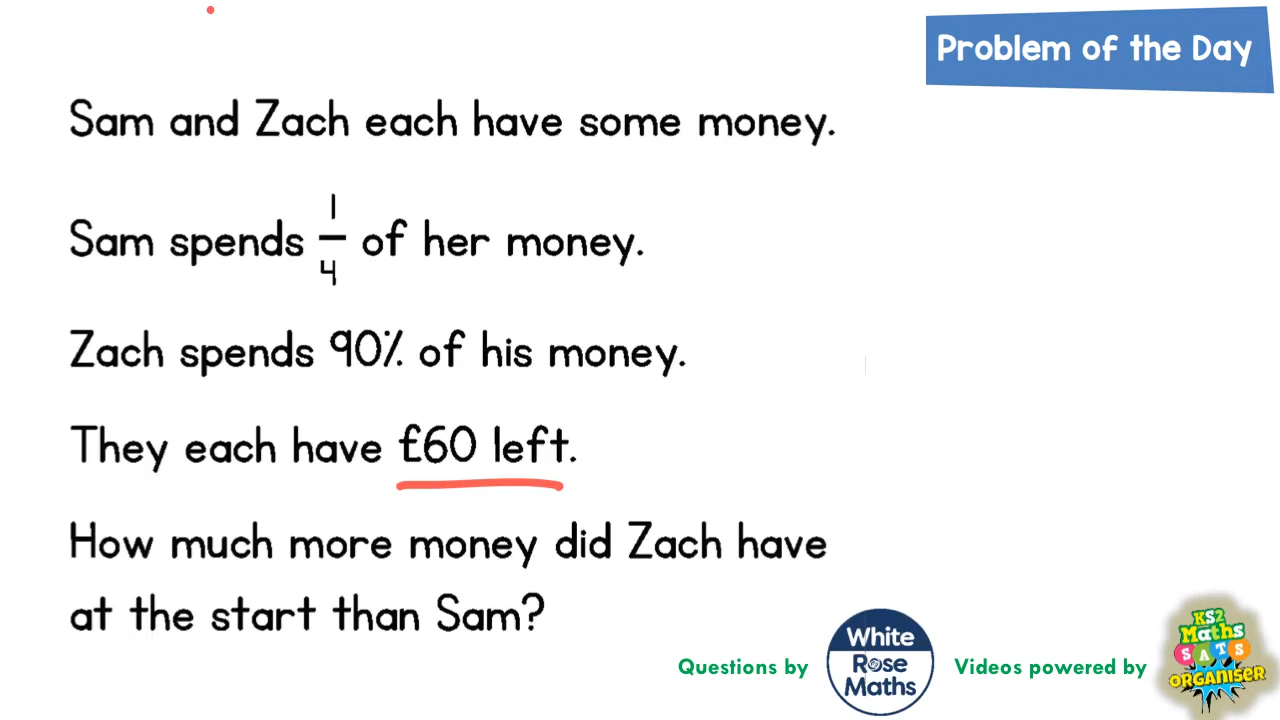 Problem of the Day
Sam and Zach each have some money.
Sam spends 1/4 of her money.
Zach spends 90% of his money.
They each have £60 left.
How much more money did Zach have
at the start than Sam?
Questions by
White
Rose
Maths
Videos powered by
KS2
Maths
SATS
ORGANISER